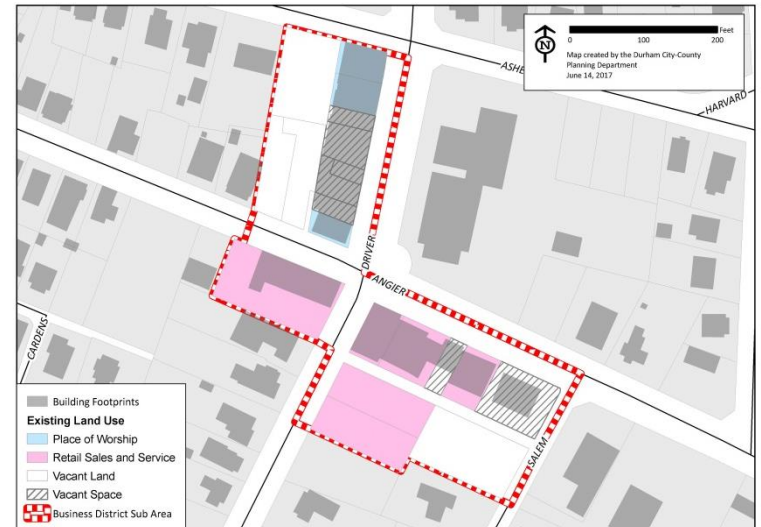 0 100 200 Feet
N
Map created by the Durham City-County
Planning Department
June 14, 2017
HARVARD
DRIVER
ANGIER
CARDENS
SALEM
Building Footprints
Existing Land Use
Place of Worship
Retail Sales and Service
Vacant Land
Vacant Space
Business District Sub Area